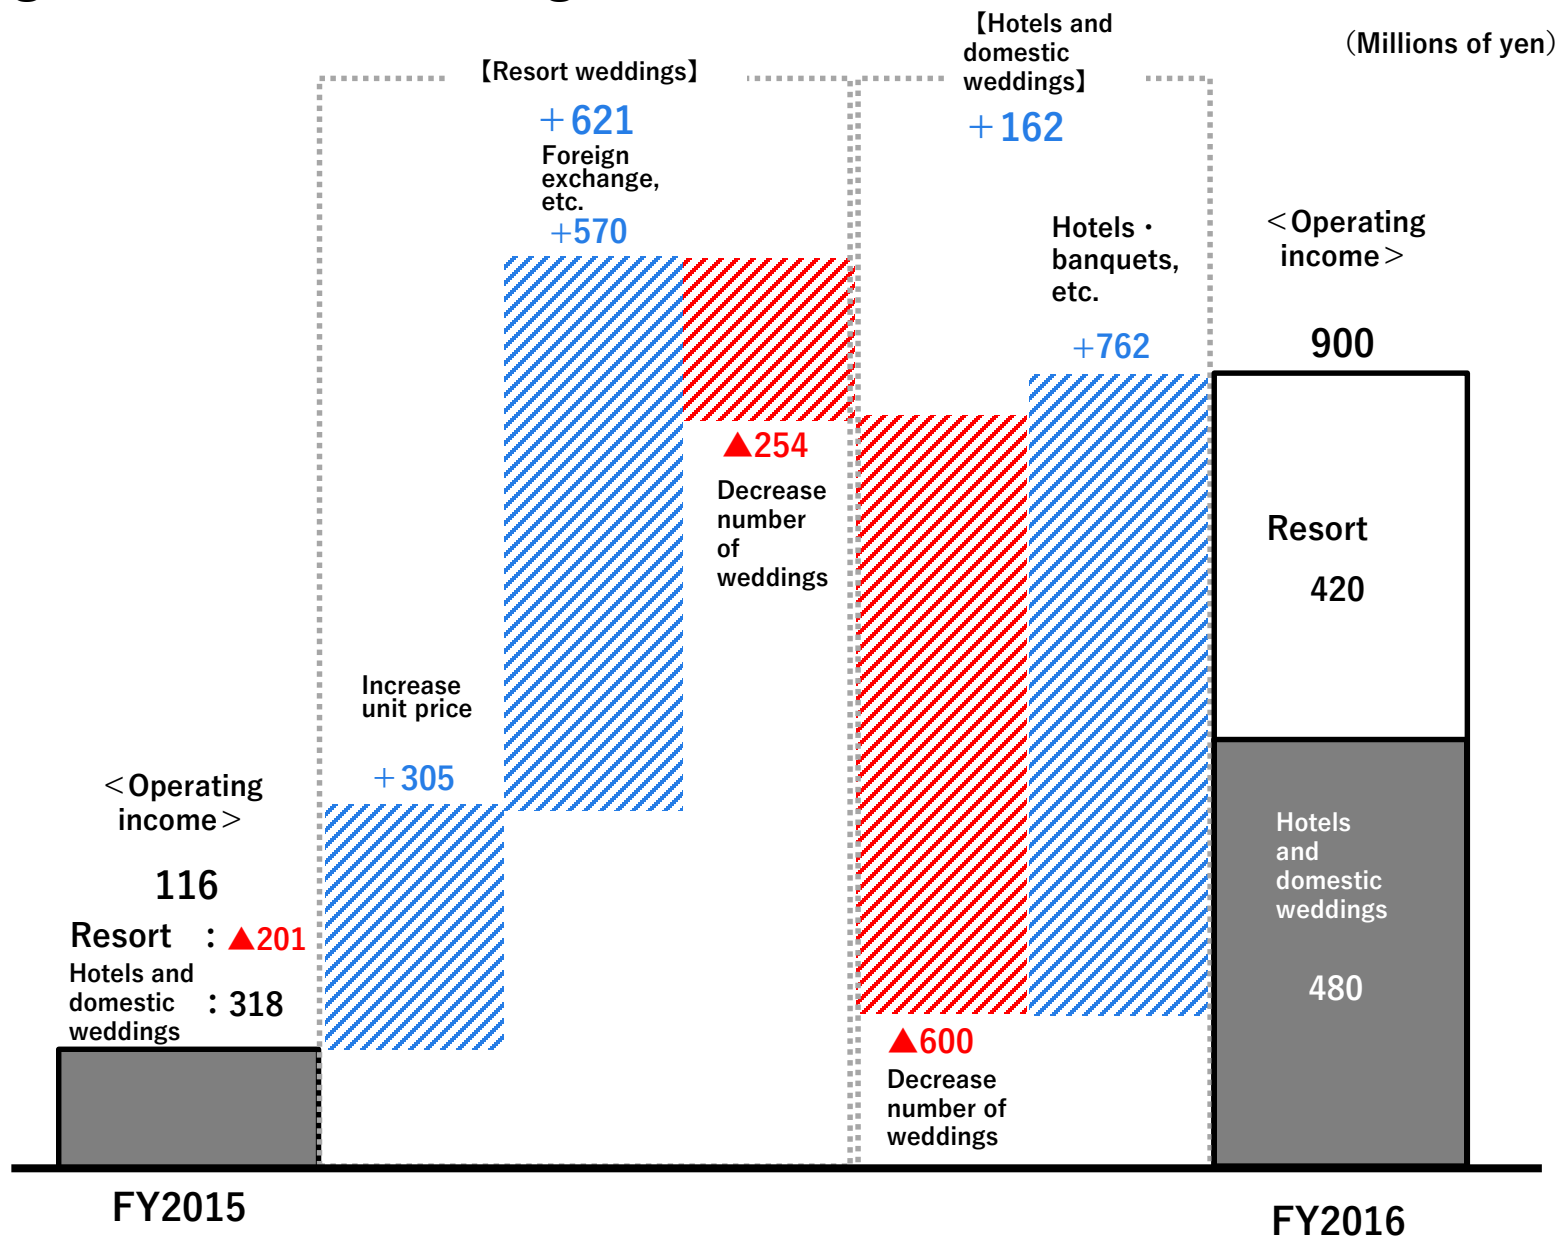 (Millions of yen)
【Resort weddings】
+621
Foreign
exchange,
etc.
+570
【Hotels and
domestic
weddings】
+162
Hotels・
banquets,
etc.
+762
<Operating
income>
900
▲254
Decrease
number
of
weddings
Increase
unit price
+305
<Operating
income>
116
Resort : ▲201
Hotels and
domestic
weddings
: 318
▲600
Decrease
number of
weddings
Resort
420
Hotels
and
domestic
weddings
480
FY2015
FY2016